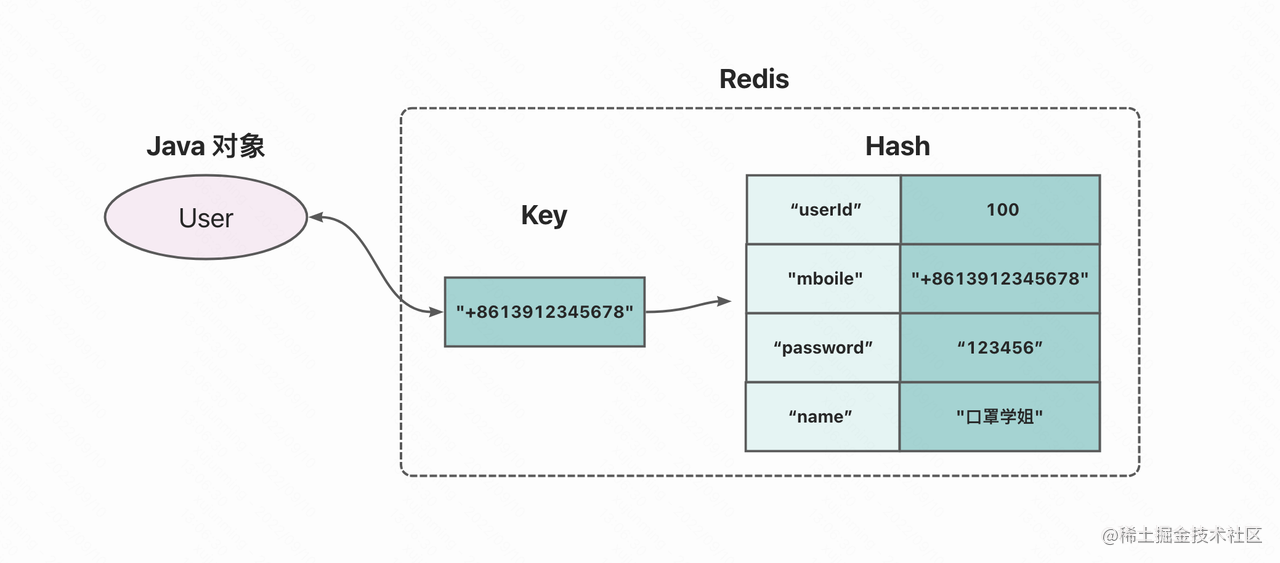 Redis
Java 对象
User
Key
"+8613912345678"
Hash
“userId” 100
"mboile" "+8613912345678"
“password” “123456”
“name” "口罩学姐"
@稀土掘金技术社区